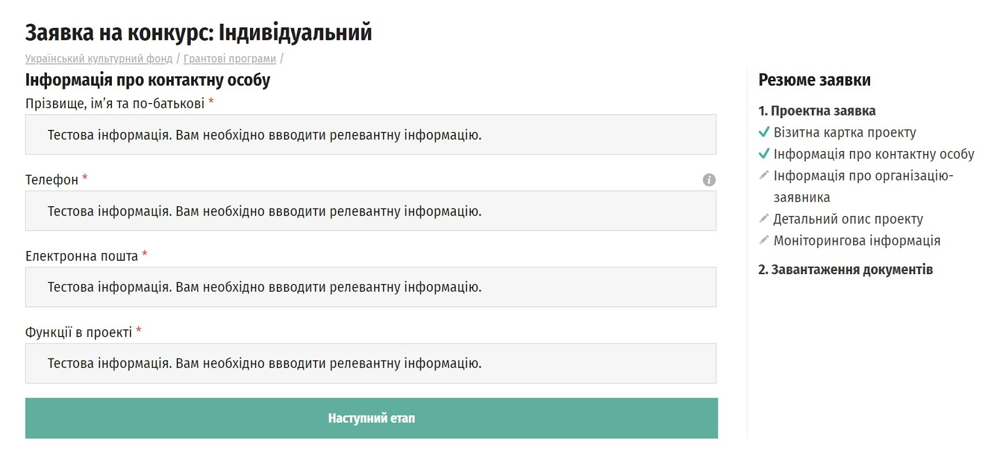 Заявка на конкурс: Індивідуальний
Український культурний фонд / Грантові програми /
Інформація про контактну особу
Прізвище, ім’я та по-батькові *
Тестова інформація. Вам необхідно ввводити релевантну інформацію.
Телефон *
Тестова інформація. Вам необхідно ввводити релевантну інформацію.
Електронна пошта *
Тестова інформація. Вам необхідно ввводити релевантну інформацію.
Функції в проекті *
Тестова інформація. Вам необхідно ввводити релевантну інформацію.
Наступний етап
Резюме заявки
1. Проектна заявка
Візитна картка проекту
Інформація про контактну особу
Інформація про організацію-
заявника
Детальний опис проекту
Моніторингова інформація
2. Завантаження документів